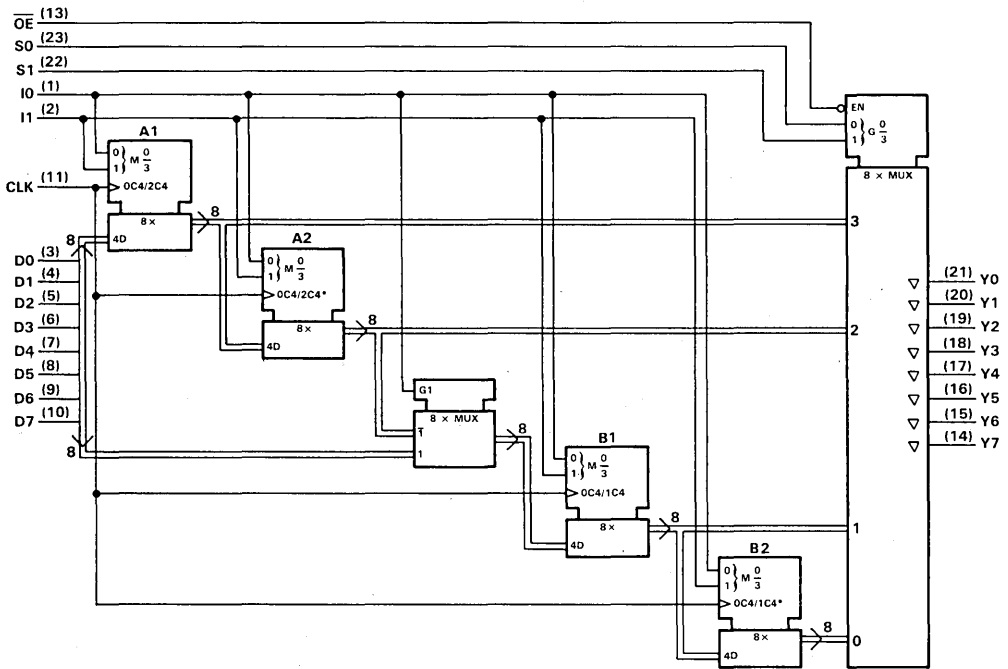 OE (13)
S0 (23)
S1 (22)
I0 (1)
I1 (2)
CLK (11)
D0 (3)
D1 (4)
D2 (5)
D3 (6)
D4 (7)
D5 (8)
D6 (9)
D7 (10)
8
8
A1
0
1 } M 0/3
0C4/2C4
8 ×
4D
8
A2
0
1 } M 0/3
0C4/2C4*
8 ×
4D
8
G1
8 × MUX
1
1
8
B1
0
1 } M 0/3
0C4/1C4
8 ×
4D
8
B2
0
1 } M 0/3
0C4/1C4*
8 ×
4D
8
EN
0
1 } G 0/3
8 × MUX
3
2
1
0
(21) Y0
(20) Y1
(19) Y2
(18) Y3
(17) Y4
(16) Y5
(15) Y6
(14) Y7